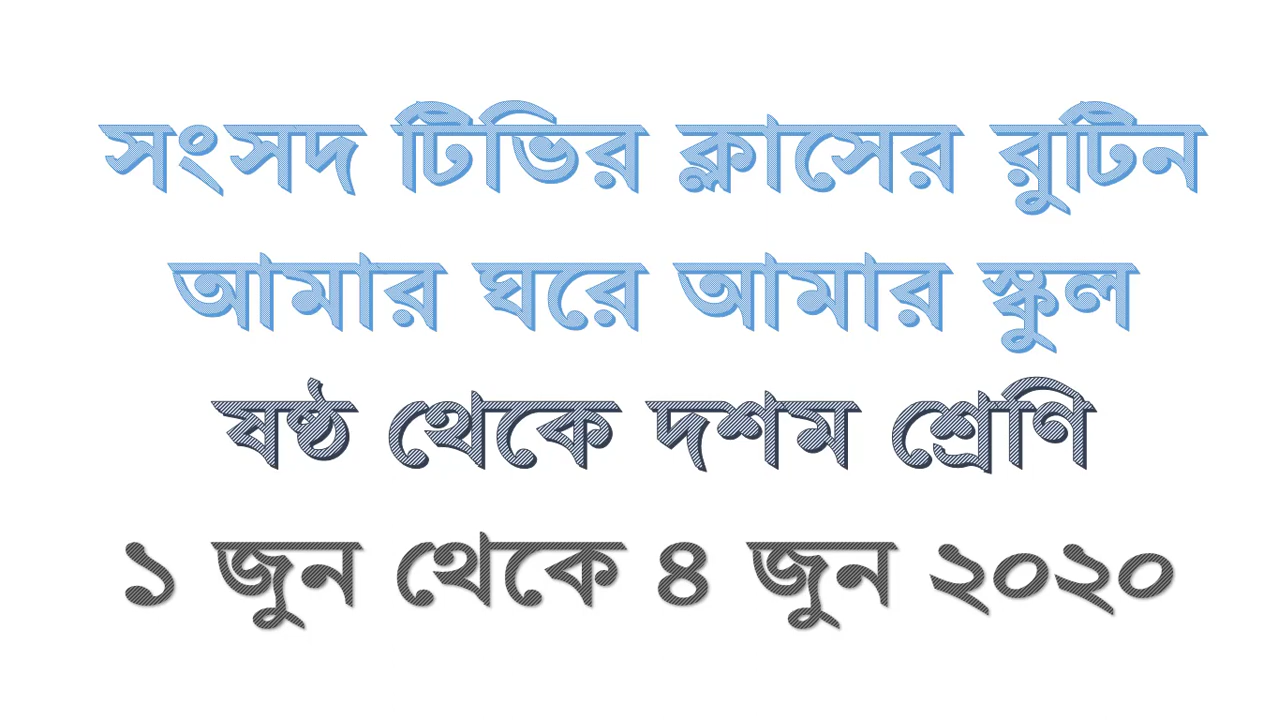 সংসদ টিভির ক্লাসের রুটিন
আমার ঘরে আমার স্কুল
ষষ্ঠ থেকে দশম শ্রেণি
১ জুন থেকে ৪ জুন ২০২০